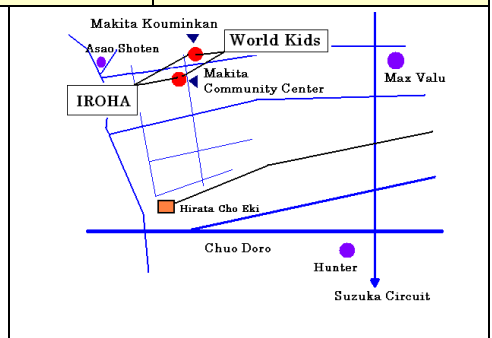 Makita Kouminkan
World Kids
Asao Shoten
Makita
Community Center
Max Valu
IROHA
Hirata Cho Eki
Chuo Doro
Hunter
Suzuka Circuit